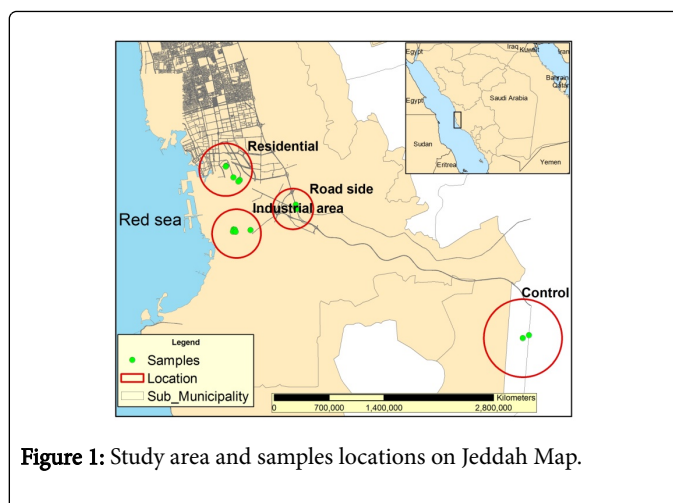 Egypt
Iraq
Kuwait
Iran
Bahrain
Qatar
Egypt
Saudi Arabia
Sudan
Eritrea
Yemen
Residential
Road side
Industrial area
Red sea
Control
Legend
Samples
Location
Sub_Municipality
Kilometers
0 700,000 1,400,000 2,800,000
Figure 1: Study area and samples locations on Jeddah Map.